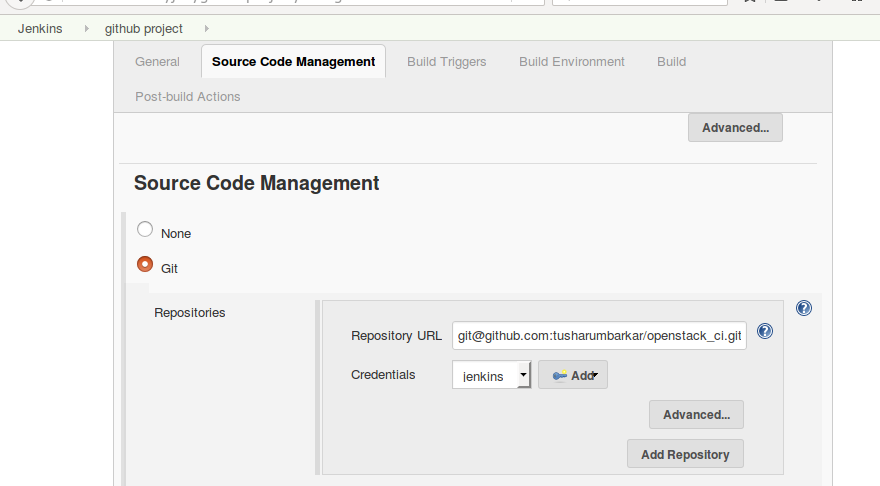 Jenkins github project
General Source Code Management Build Triggers Build Environment Build
Post-build Actions
Advanced...
Source Code Management
None
Git
Repositories
Repository URL git@github.com:tusharumbarkar/openstack_ci.git
Credentials jenkins Add
Advanced...
Add Repository